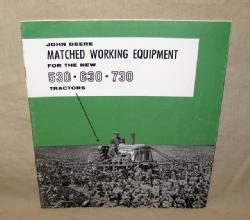 JOHN DEERE
MATCHED WORKING EQUIPMENT
FOR THE NEW
530 • 630 • 730
TRACTORS